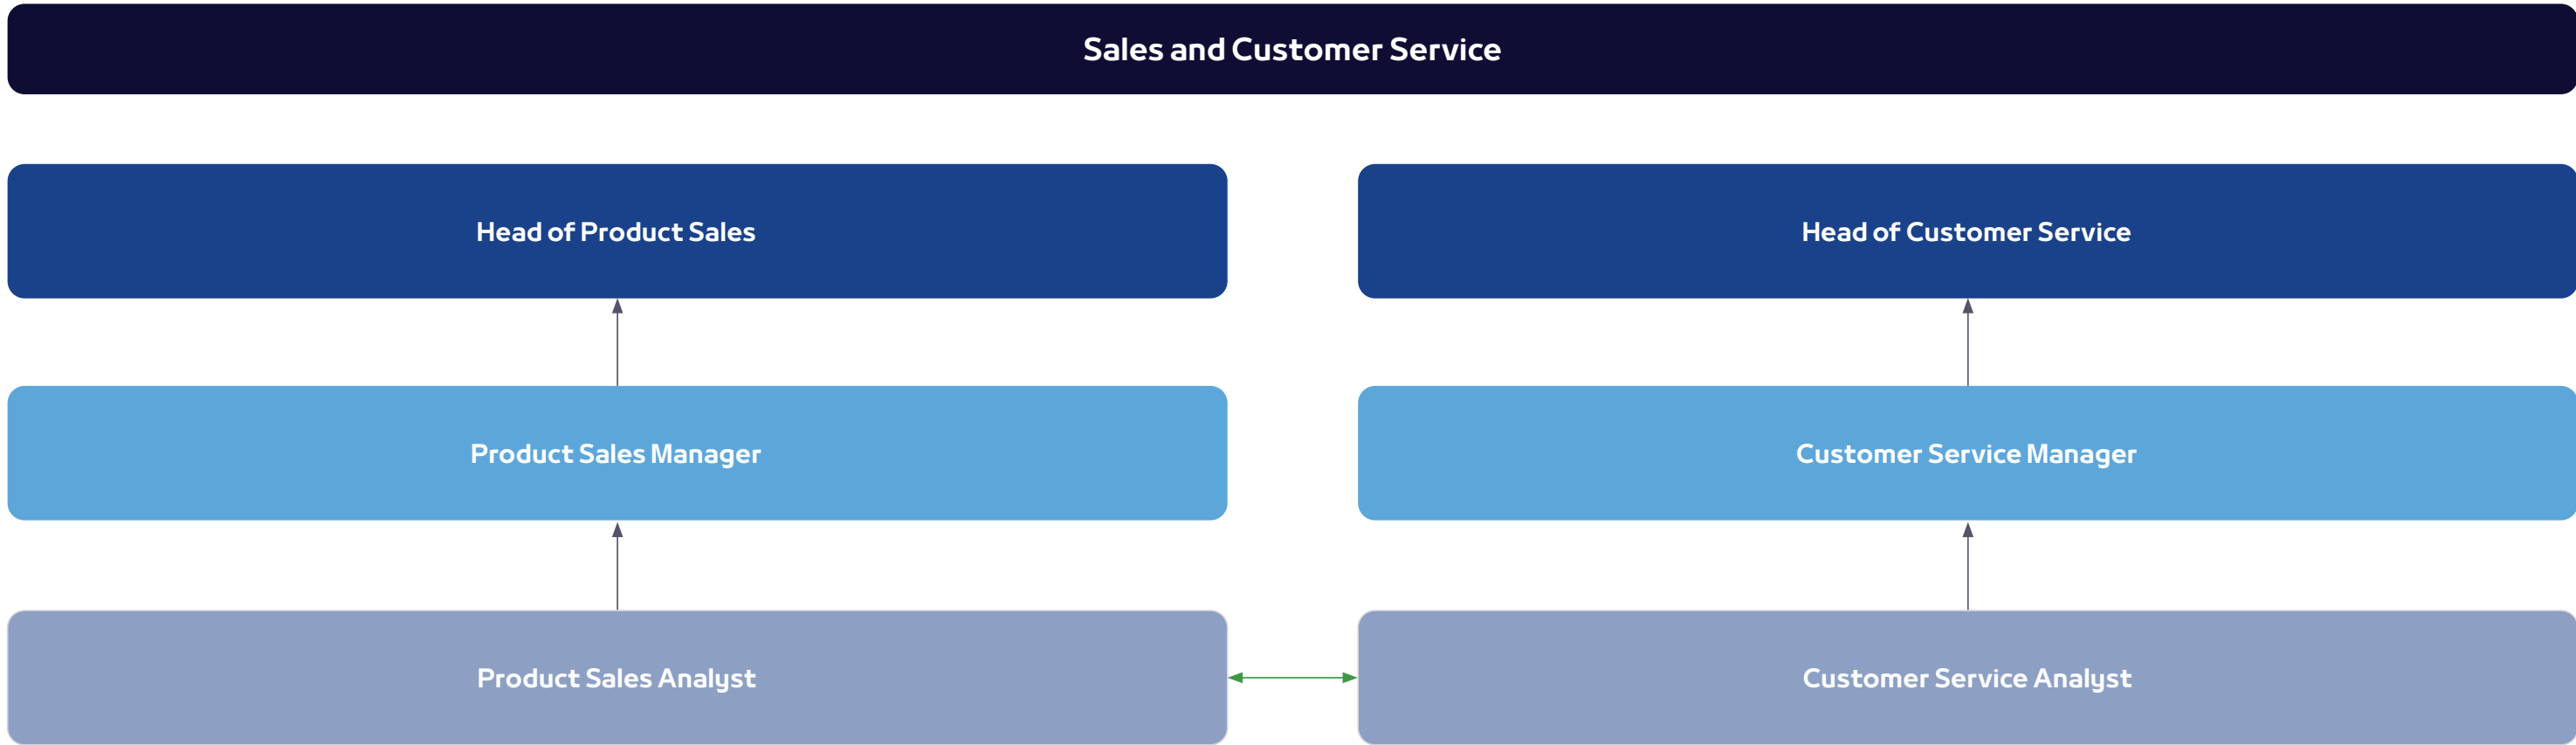 Sales and Customer Service
Head of Product Sales
Head of Customer Service
Product Sales Manager
Customer Service Manager
Product Sales Analyst
Customer Service Analyst